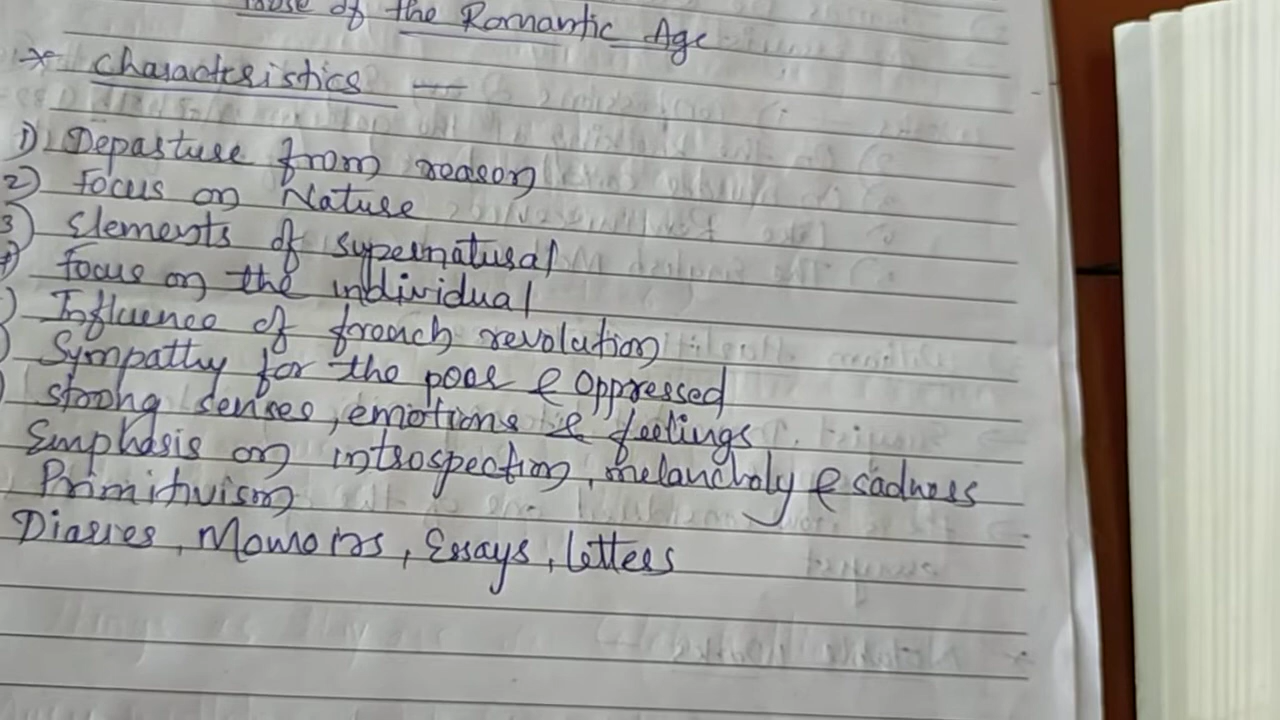 of the Romantic Age
* Characteristics —
1) Departure from reason
2) Focus on Nature
3) Elements of supernatural
4) Focus on the individual
) Influence of french revolution
) Sympathy for the poor & oppressed
) strong senses, emotions & feelings
Emphasis on introspection, melancholy & sadness
Primitivism
Diaries, Memoirs, Essays, letters